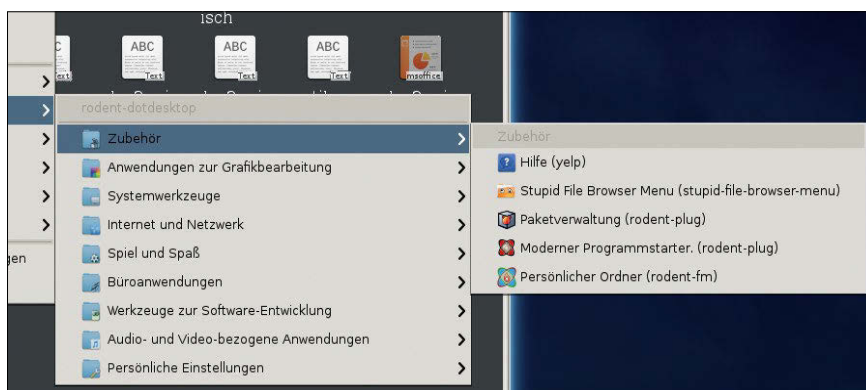 isch
ABC
ABC
ABC
Text
Text
Text
msoffice
rodent-dotdesktop
Zubehör
Anwendungen zur Grafikbearbeitung
Systemwerkzeuge
Internet und Netzwerk
Spiel und Spaß
Büroanwendungen
Werkzeuge zur Software-Entwicklung
Audio- und Video-bezogene Anwendungen
Persönliche Einstellungen
gen
Zubehör
Hilfe (yelp)
Stupid File Browser Menu (stupid-file-browser-menu)
Paketverwaltung (rodent-plug)
Moderner Programmstarter. (rodent-plug)
Persönlicher Ordner (rodent-fm)